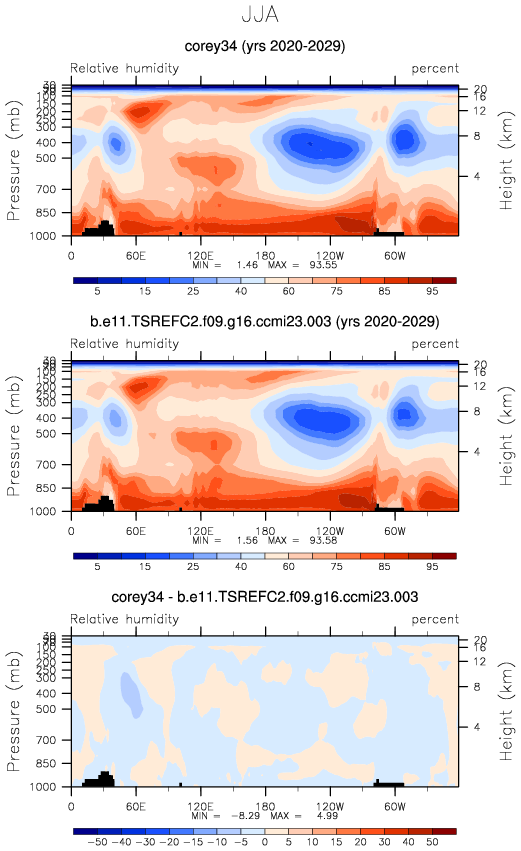 JJA
corey34 (yrs 2020-2029)
Relative humidity percent
Pressure (mb)
30
50
70
100
150
200
250
300
400
500
700
850
1000
20
16
12
8
4
Height (km)
0 60E 120E 180 120W 60W
MIN = 1.46 MAX = 93.55
5 15 25 40 60 75 85 95
b.e11.TSREFC2.f09.g16.ccmi23.003 (yrs 2020-2029)
Relative humidity percent
Pressure (mb)
30
50
70
100
150
200
250
300
400
500
700
850
1000
20
16
12
8
4
Height (km)
0 60E 120E 180 120W 60W
MIN = 1.56 MAX = 93.58
5 15 25 40 60 75 85 95
corey34 - b.e11.TSREFC2.f09.g16.ccmi23.003
Relative humidity percent
Pressure (mb)
30
50
70
100
150
200
250
300
400
500
700
850
1000
20
16
12
8
4
Height (km)
0 60E 120E 180 120W 60W
MIN = -8.29 MAX = 4.99
-50 -40 -30 -20 -15 -10 -5 0 5 10 15 20 30 40 50